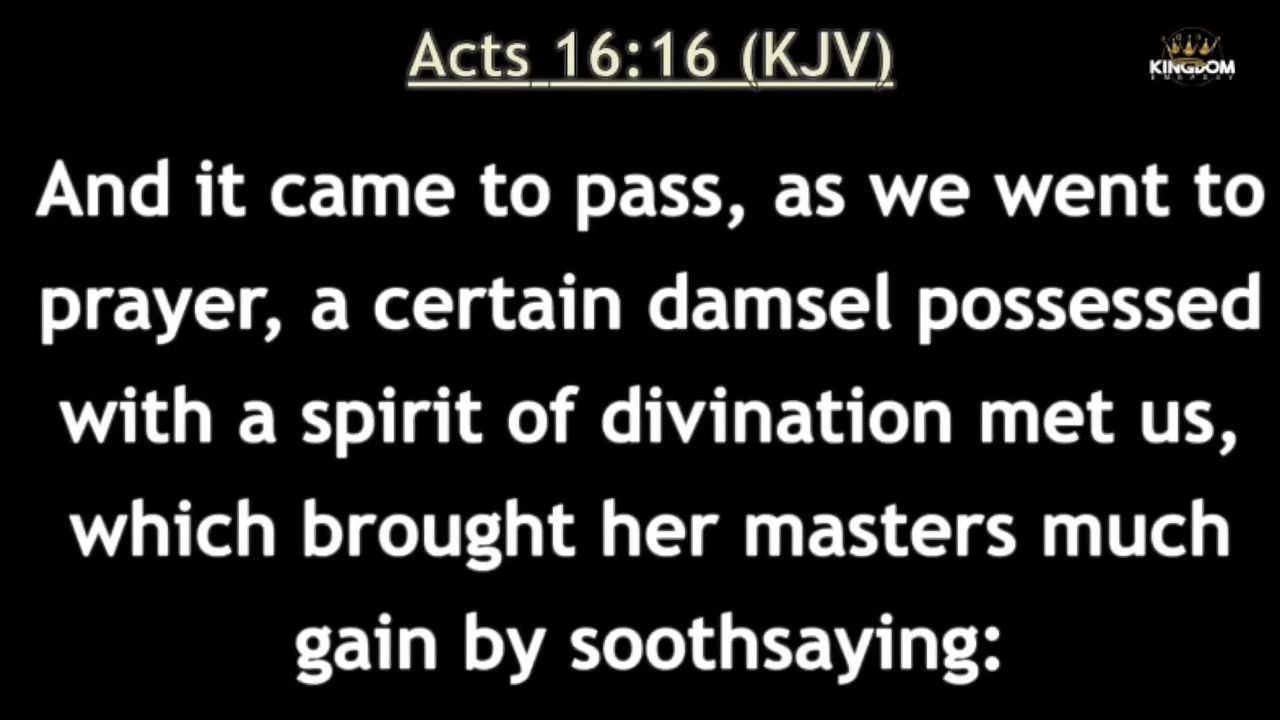 Acts 16:16 (KJV)
KINGDOM
EMBASSY
And it came to pass, as we went to
prayer, a certain damsel possessed
with a spirit of divination met us,
which brought her masters much
gain by soothsaying: